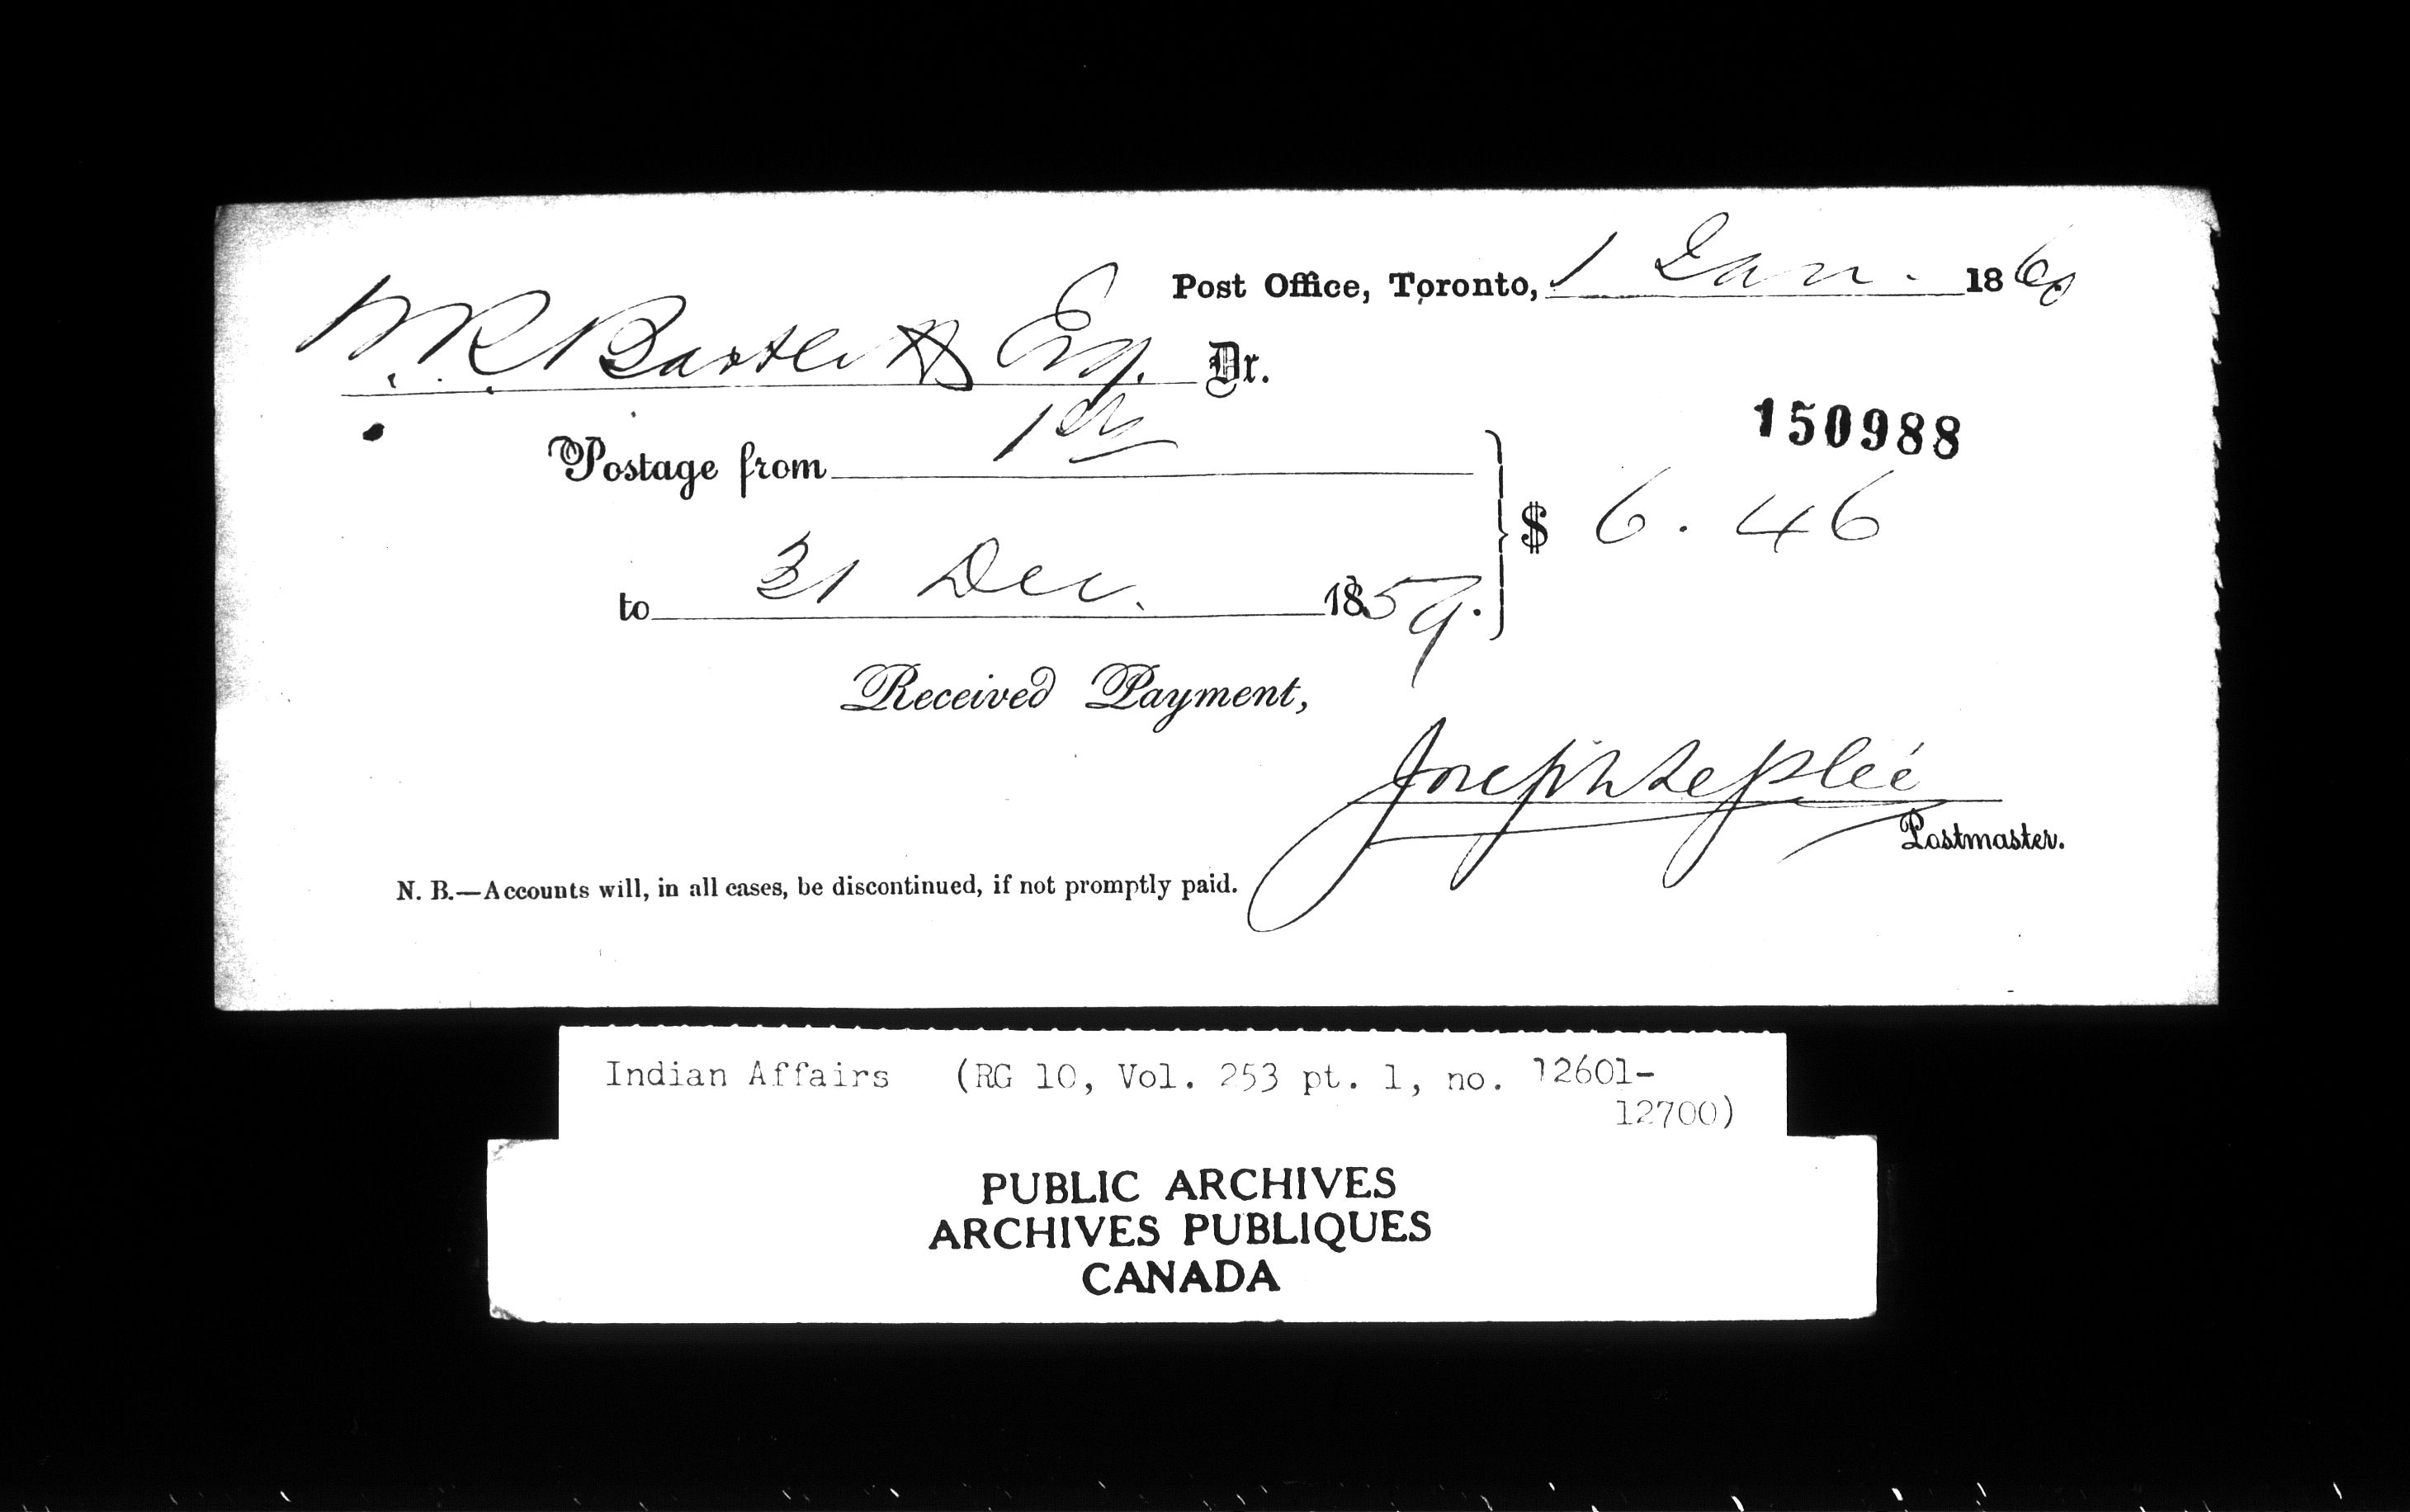 Post Office, Toronto, 1 Jan. 1860
W R Bartlett Esq. Dr.
150988
Postage from 1st
$ 6.46
to 31 Dec. 1859.
Received Payment,
Joseph Lesslie
Postmaster.
N. B.—Accounts will, in all cases, be discontinued, if not promptly paid.
Indian Affairs (RG 10, Vol. 253 pt. 1, no. 12601-
12700)
PUBLIC ARCHIVES
ARCHIVES PUBLIQUES
CANADA